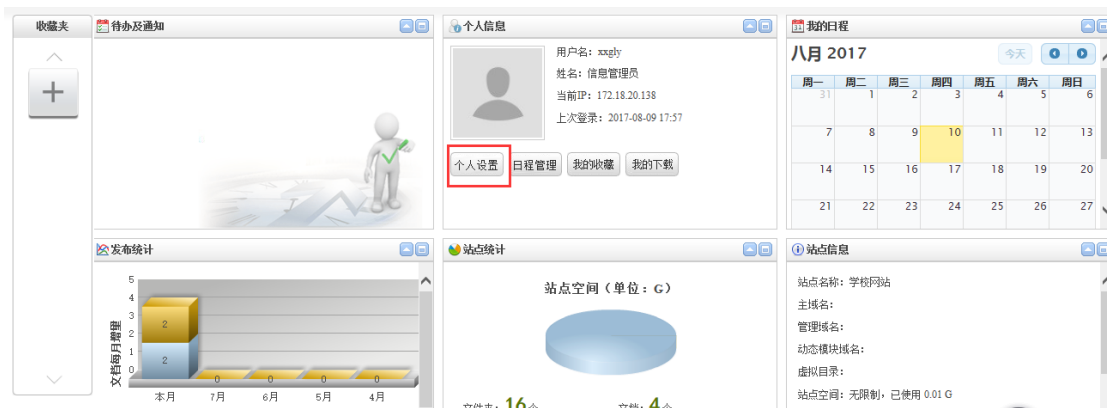 收藏夹
待办及通知
个人信息
用户名：xxgly
姓名：信息管理员
当前IP：172.18.20.138
上次登录：2017-08-09 17:57
个人设置 日程管理 我的收藏 我的下载
我的日程
八月 2017
今天
周一 周二 周三 周四 周五 周六 周日
31 1 2 3 4 5 6
7 8 9 10 11 12 13
14 15 16 17 18 19 20
21 22 23 24 25 26 27
发布统计
文档每月增量
5
4
3
2
1
0
2
2
0 0 0 0
本月 7月 6月 5月 4月
站点统计
站点空间（单位：G）
文件夹：16个 文档：4个
站点信息
站点名称：学校网站
主域名：
管理域名：
动态模块域名：
虚拟目录：
站点空间：无限制，已使用 0.01 G